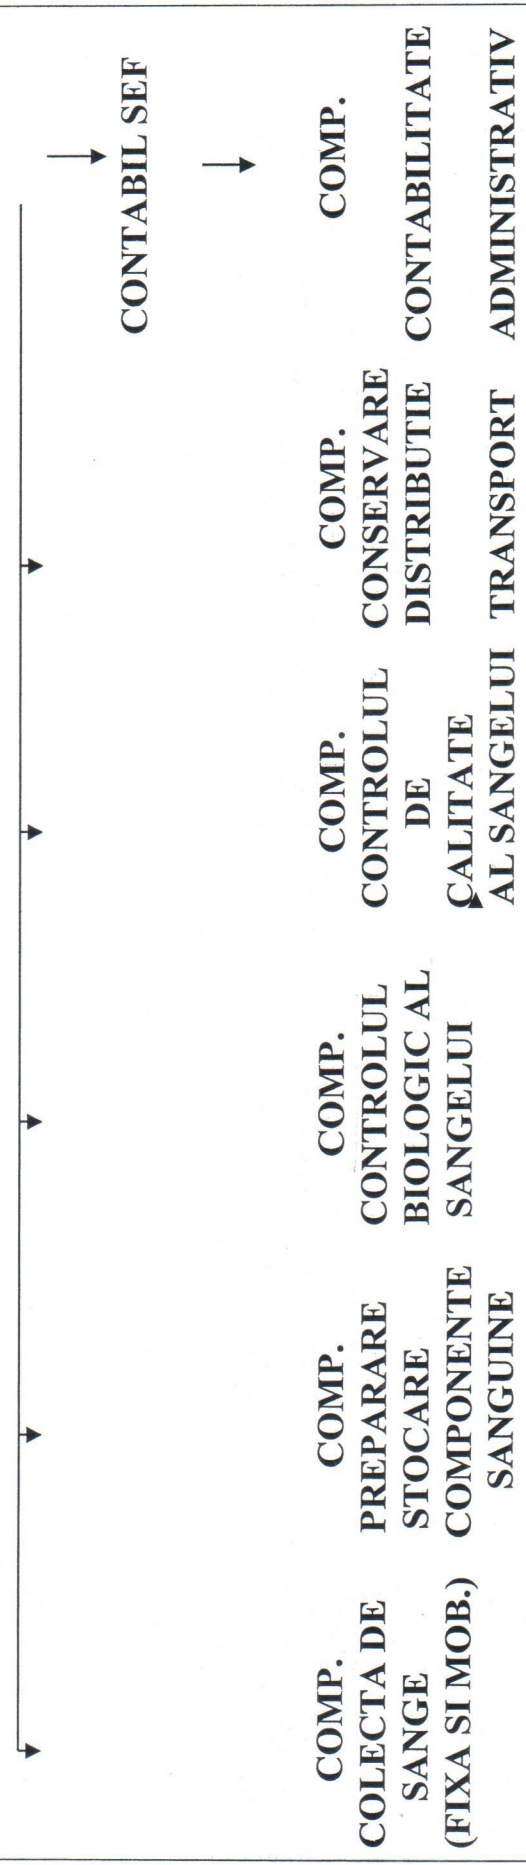 CONTABIL SEF
COMP.
COLECTA DE
SANGE
(FIXA SI MOB.)
COMP.
PREPARARE
STOCARE
COMPONENTE
SANGUINE
COMP.
CONTROLUL
BIOLOGIC AL
SANGELUI
COMP.
CONTROLUL
DE
CALITATE
AL SANGELUI
COMP.
CONSERVARE
DISTRIBUTIE
TRANSPORT
COMP.
CONTABILITATE
ADMINISTRATIV